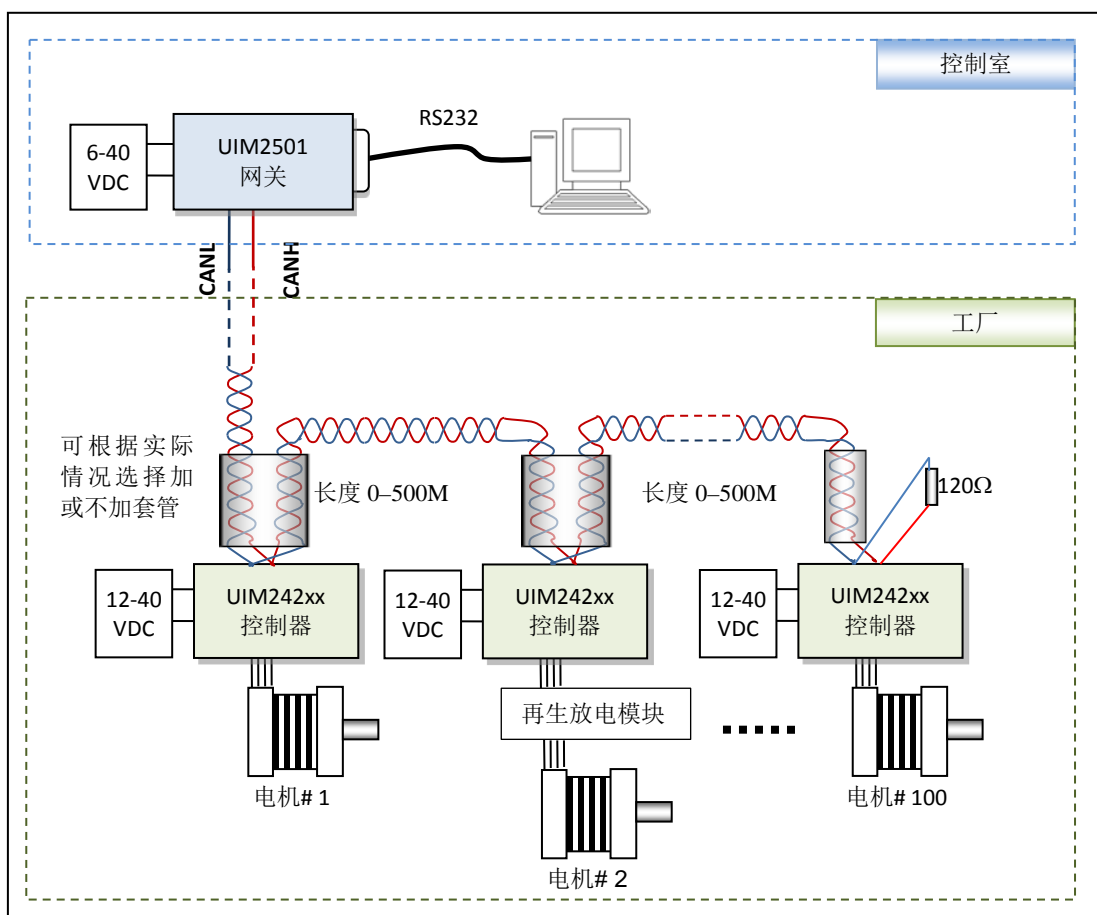 控制室
RS232
6-40
VDC
UIM2501
网关
CANL
CANH
工厂
可根据实际
情况选择加
或不加套管
长度 0–500M
长度 0–500M
120Ω
12-40
VDC
UIM242xx
控制器
12-40
VDC
UIM242xx
控制器
12-40
VDC
UIM242xx
控制器
再生放电模块
电机# 1
电机# 2
电机# 100